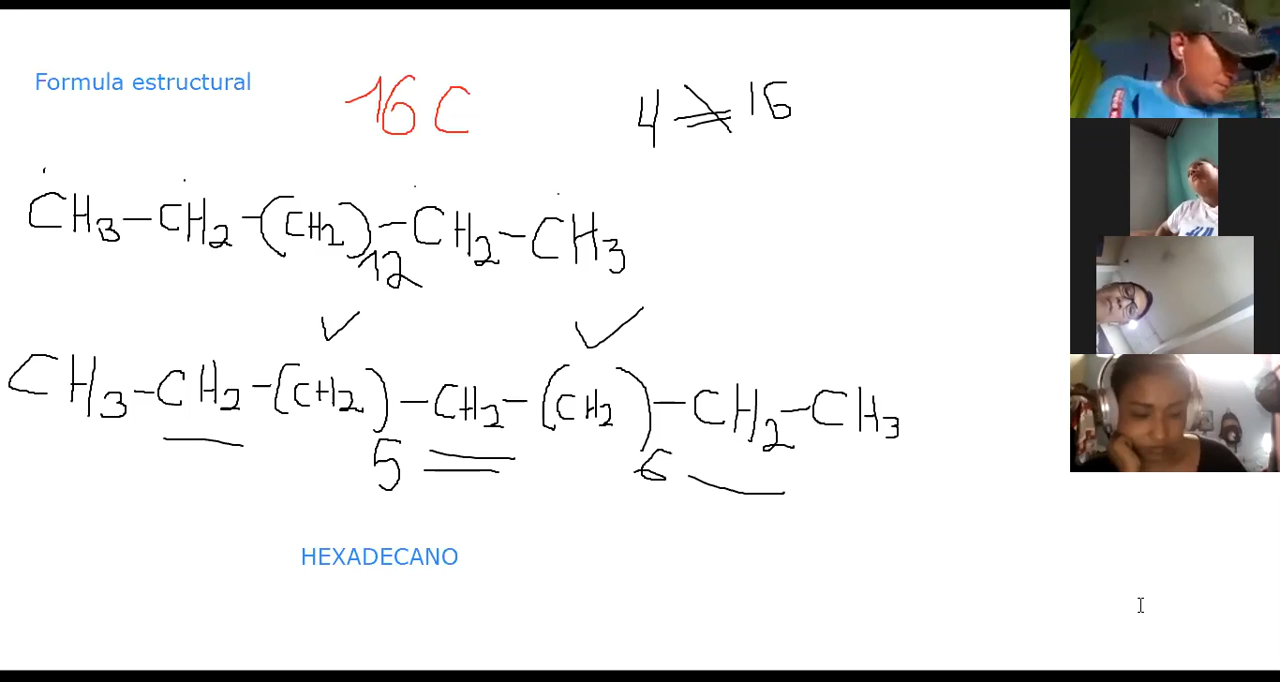 Formula estructural
16 C
4 16
CH3-CH2-(CH2)12-CH2-CH3
CH3-CH2-(CH2)5-CH2-(CH2)6-CH2-CH3
HEXADECANO